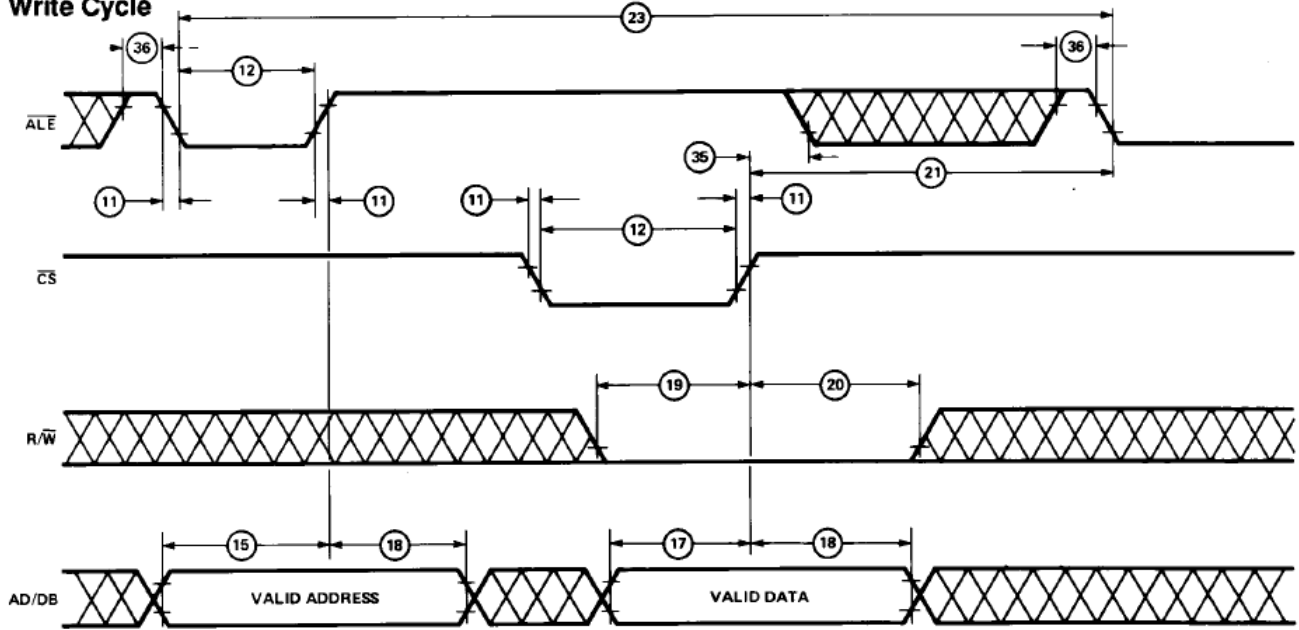 Write Cycle
23
36
12
36
ALE
35
21
11
11
11
12
11
CS
19
20
R/W
15
18
17
18
AD/DB
VALID ADDRESS
VALID DATA